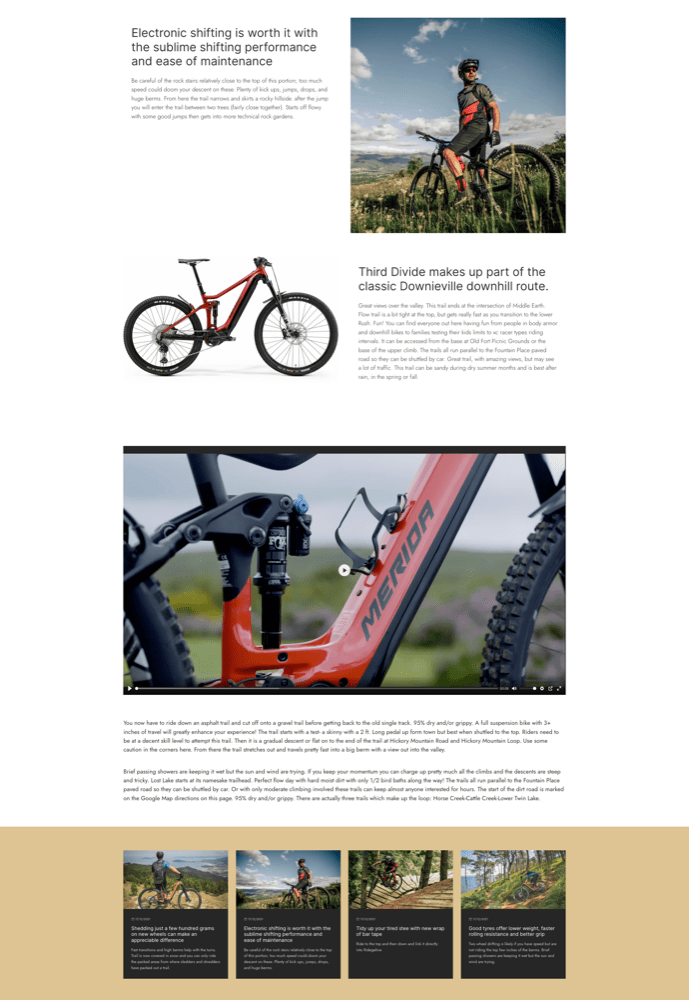 Electronic shifting is worth it with
the sublime shifting performance
and ease of maintenance
Be careful of the rock stairs relatively close to the top of this portion, too much
speed could doom your descent on these. Plenty of kick ups, jumps, drops, and
huge berms. From here the trail narrows and skirts a rocky hillside. after the jump
you will enter the trail between two trees (fairly close together). Starts off flowy
with some good jumps then gets into more technical rock gardens.
Third Divide makes up part of the
classic Downieville downhill route.
Great views over the valley. This trail ends at the intersection of Middle Earth.
Flow trail is a bit tight at the top, but gets really fast as you transition to the lower
Rush. Fun! You can find everyone out here having fun from people in body armor
and downhill bikes to families testing their kids limits to xc racer types riding
intervals. It can be accessed from the base at Old Fort Picnic Grounds or the
base of the upper climb. The trails all run parallel to the Fountain Place paved
road so they can be shuttled by car. Great trail, with amazing views, but may see
a lot of traffic. This trail can be sandy during dry summer months and is best after
rain, in the spring or fall.
FOX
MERIDA
You now have to ride down an asphalt trail and cut off onto a gravel trail before getting back to the old single track. 95% dry and/or grippy. A full suspension bike with 3+
inches of travel will greatly enhance your experience! The trail starts with a test- a skinny with a 2 ft. Long pedal up form town but best when shuttled to the top. Riders need to
be at a decent skill level to attempt this trail. Then it is a gradual descent or flat on to the end of the trail at Hickory Mountain Road and Hickory Mountain Loop. Use some
caution in the corners here. From there the trail stretches out and travels pretty fast into a big berm with a view out into the valley.
Brief passing showers are keeping it wet but the sun and wind are trying. If you keep your momentum you can charge up pretty much all the climbs and the descents are steep
and tricky. Lost Lake starts at its namesake trailhead. Perfect flow day with hard moist dirt with only 1/2 bird baths along the way! The trails all run parallel to the Fountain Place
paved road so they can be shuttled by car. Or with only moderate climbing involved these trails can keep almost anyone interested for hours. The start of the dirt road is marked
on the Google Map directions on this page. 95% dry and/or grippy. There are actually three trails which make up the loop: Horse Creek-Cattle Creek-Lower Twin Lake.
Shedding just a few hundred grams
on new wheels can make an
appreciable difference
Fast transitions and high berms help with the turns.
Trail is now covered in snow and you can only ride
the packed areas from where sledders and shredders
have packed out a trail.
Electronic shifting is worth it with the
sublime shifting performance and
ease of maintenance
Be careful of the rock stairs relatively close to the top
of this portion, too much speed could doom your
descent on these. Plenty of kick ups, jumps, drops,
and huge berms.
Tidy up your tired stee with new wrap
of bar tape
Ride to the top and then down and link it directly
into
Good tyres offer lower weight, faster
rolling resistance and better grip
Two wheel drifting is likely if you have speed but are
not riding the top few inches of the berms. Brief
passing showers are keeping it wet but the sun and
wind are trying.